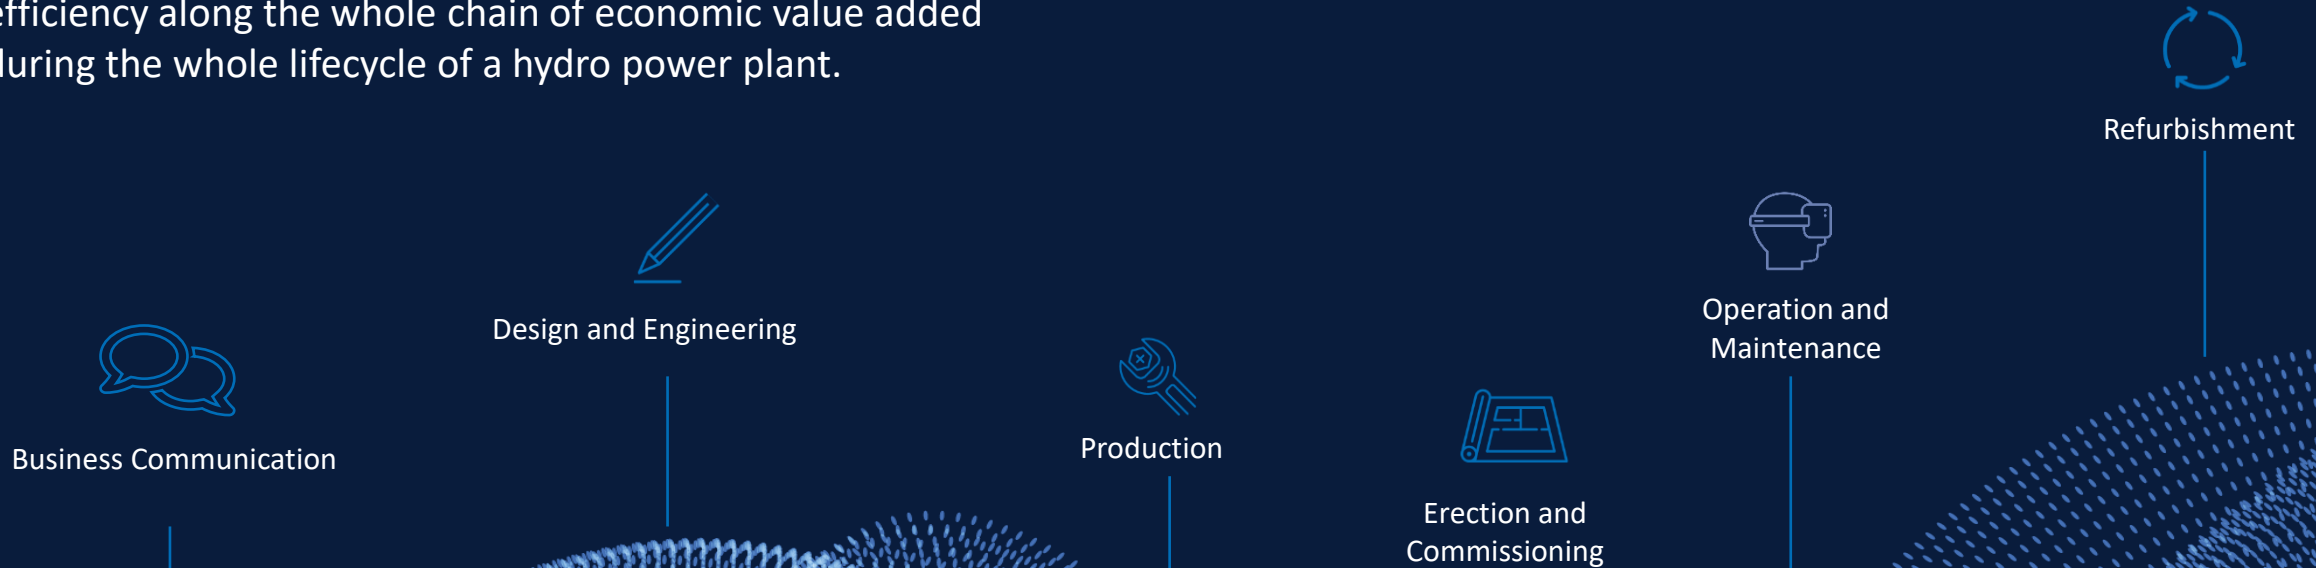 efficiency along the whole chain of economic value added
during the whole lifecycle of a hydro power plant.
Business Communication
Design and Engineering
Production
Erection and
Commissioning
Operation and
Maintenance
Refurbishment